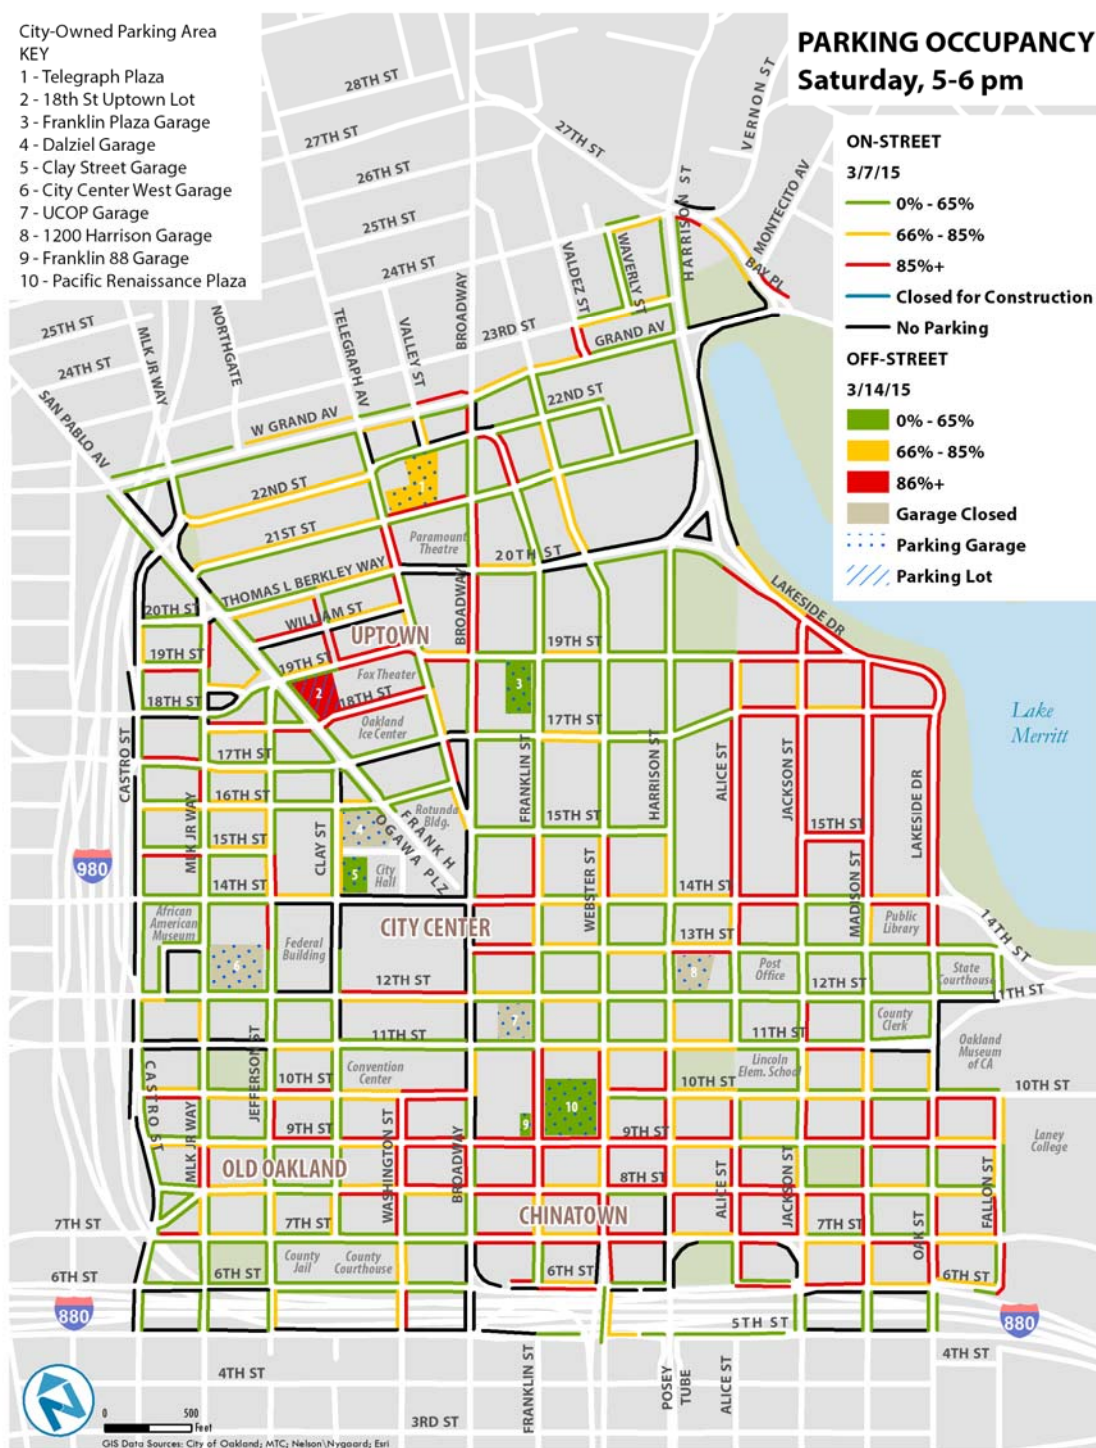 City-Owned Parking Area
KEY
1 - Telegraph Plaza
2 - 18th St Uptown Lot
3 - Franklin Plaza Garage
4 - Dalziel Garage
5 - Clay Street Garage
6 - City Center West Garage
7 - UCOP Garage
8 - 1200 Harrison Garage
9 - Franklin 88 Garage
10 - Pacific Renaissance Plaza
PARKING OCCUPANCY
Saturday, 5-6 pm
ON-STREET
3/7/15
0% - 65%
66% - 85%
85%+
Closed for Construction
No Parking
OFF-STREET
3/14/15
0% - 65%
66% - 85%
86%+
Garage Closed
Parking Garage
Parking Lot
28TH ST
27TH ST
27TH ST
26TH ST
25TH ST
24TH ST
VERNON ST
MONTECITO AV
HARRISON ST
BAY PL
WAVERLY ST
VALDEZ ST
BROADWAY
23RD ST
GRAND AV
22ND ST
25TH ST
24TH ST
MLK JR WAY
NORTHGATE
TELEGRAPH AV
VALLEY ST
SAN PABLO AV
W GRAND AV
22ND ST
21ST ST
1
Paramount
Theatre
20TH ST
THOMAS L BERKLEY WAY
WILLIAM ST
20TH ST
UPTOWN
BROADWAY
LAKESIDE DR
19TH ST
19TH ST
19TH ST
Fox Theater
2
3
18TH ST
18TH ST
Oakland
Ice Center
17TH ST
17TH ST
Lake
Merritt
CASTRO ST
FRANKLIN ST
HARRISON ST
ALICE ST
JACKSON ST
LAKESIDE DR
16TH ST
MLK JR WAY
15TH ST
15TH ST
15TH ST
CLAY ST
4
FRANK H
OGAWA PLZ
Rotunda
Bldg.
980
14TH ST
5
City
Hall
14TH ST
WEBSTER ST
MADISON ST
African
American
Museum
CITY CENTER
13TH ST
Public
Library
14TH ST
Federal
Building
6
12TH ST
8
Post
Office
12TH ST
State
Courthouse
11TH ST
7
11TH ST
11TH ST
County
Clerk
Oakland
Museum
of CA
JEFFERSON ST
CASTRO ST
Convention
Center
10TH ST
10TH ST
Lincoln
Elem. School
10TH ST
10
9
9TH ST
9TH ST
MLK JR WAY
WASHINGTON ST
BROADWAY
Laney
College
OLD OAKLAND
8TH ST
ALICE ST
JACKSON ST
FALLON ST
OAK ST
7TH ST
7TH ST
CHINATOWN
7TH ST
County
Jail
County
Courthouse
6TH ST
6TH ST
6TH ST
6TH ST
880
5TH ST
880
4TH ST
4TH ST
FRANKLIN ST
POSEY
TUBE
ALICE ST
3RD ST
0 500
Feet
GIS Data Sources: City of Oakland; MTC; Nelson\Nygaard; Esri